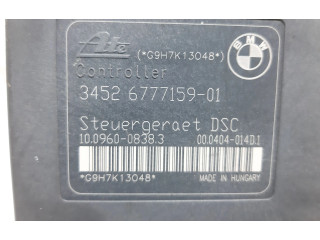 Ate (*G9H7K13048*) BMW
Controller
3452 6777159-01
Steuergeraet DSC
10.0960-0838.3 00.0404-014D.1
*G9H7K13048* MADE IN HUNGARY